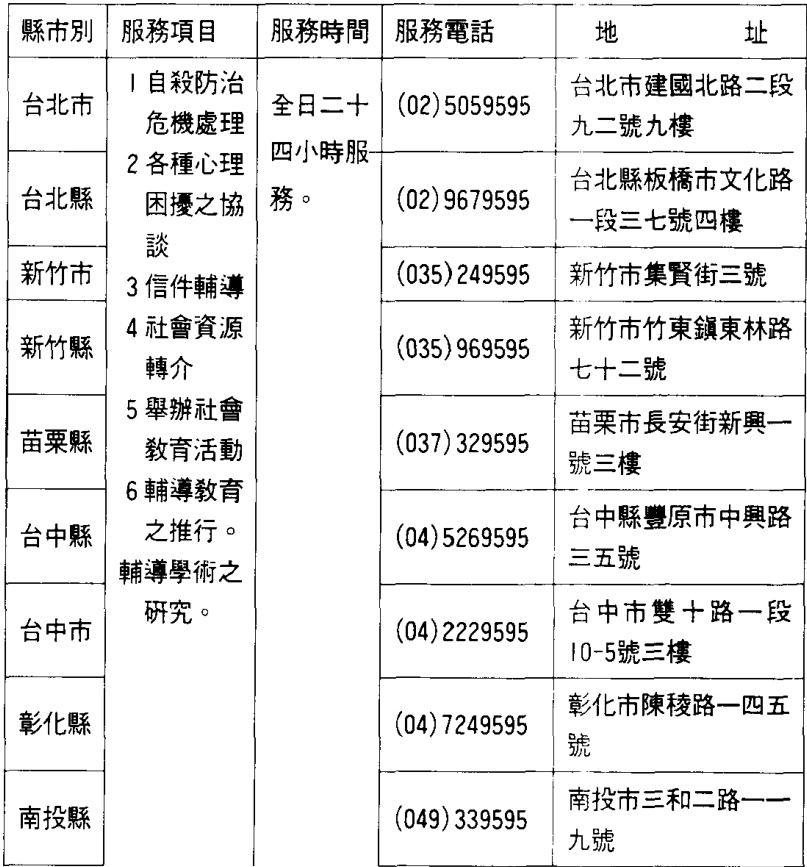 縣市別 服務項目 服務時間 服務電話 地 址
台北市
1自殺防治
危機處理
2各種心理
困擾之協
談
3信件輔導
4社會資源
轉介
5舉辦社會
教育活動
6輔導教育
之推行。
輔導學術之
研究。
全日二十
四小時服
務。
(02)5059595
台北市建國北路二段
九二號九樓
台北縣
(02)9679595
台北縣板橋市文化路
一段三七號四樓
新竹市
(035)249595
新竹市集賢街三號
新竹縣
(035)969595
新竹市竹東鎮東林路
七十二號
苗栗縣
(037)329595
苗栗市長安街新興一
號三樓
台中縣
(04)5269595
台中縣豐原市中興路
三五號
台中市
(04)2229595
台中市雙十路一段
10-5號三樓
彰化縣
(04)7249595
彰化市陳稜路一四五
號
南投縣
(049)339595
南投市三和二路一一
九號